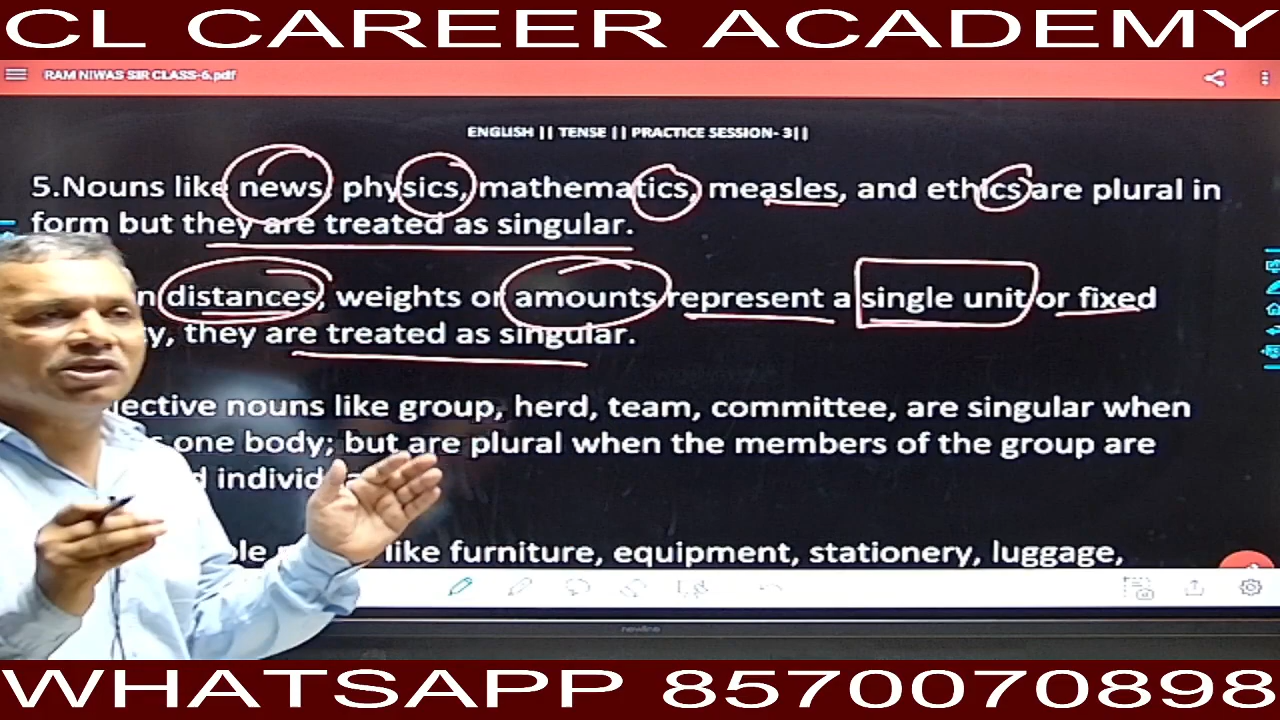 CL CAREER ACADEMY
RAM NIWAS SIR CLASS-6.pdf
ENGLISH || TENSE || PRACTICE SESSION- 3||
5.Nouns like news, physics, mathematics, measles, and ethics are plural in
form but they are treated as singular.
distances, weights or amounts represent a single unit or fixed
they are treated as singular.
nouns like group, herd, team, committee, are singular when
one body; but are plural when the members of the group are
like furniture, equipment, stationery, luggage,
newline
WHATSAPP 8570070898